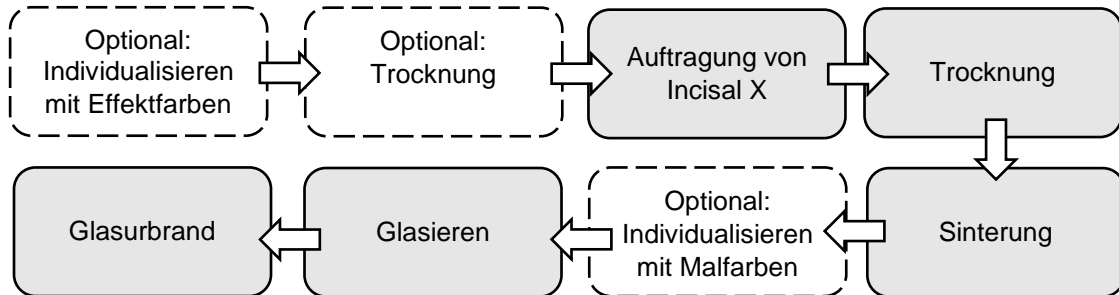 Optional:
Individualisieren
mit Effektfarben
Optional:
Trocknung
Auftragung von
Incisal X
Trocknung
Sinterung
Optional:
Individualisieren
mit Malfarben
Glasieren
Glasurbrand